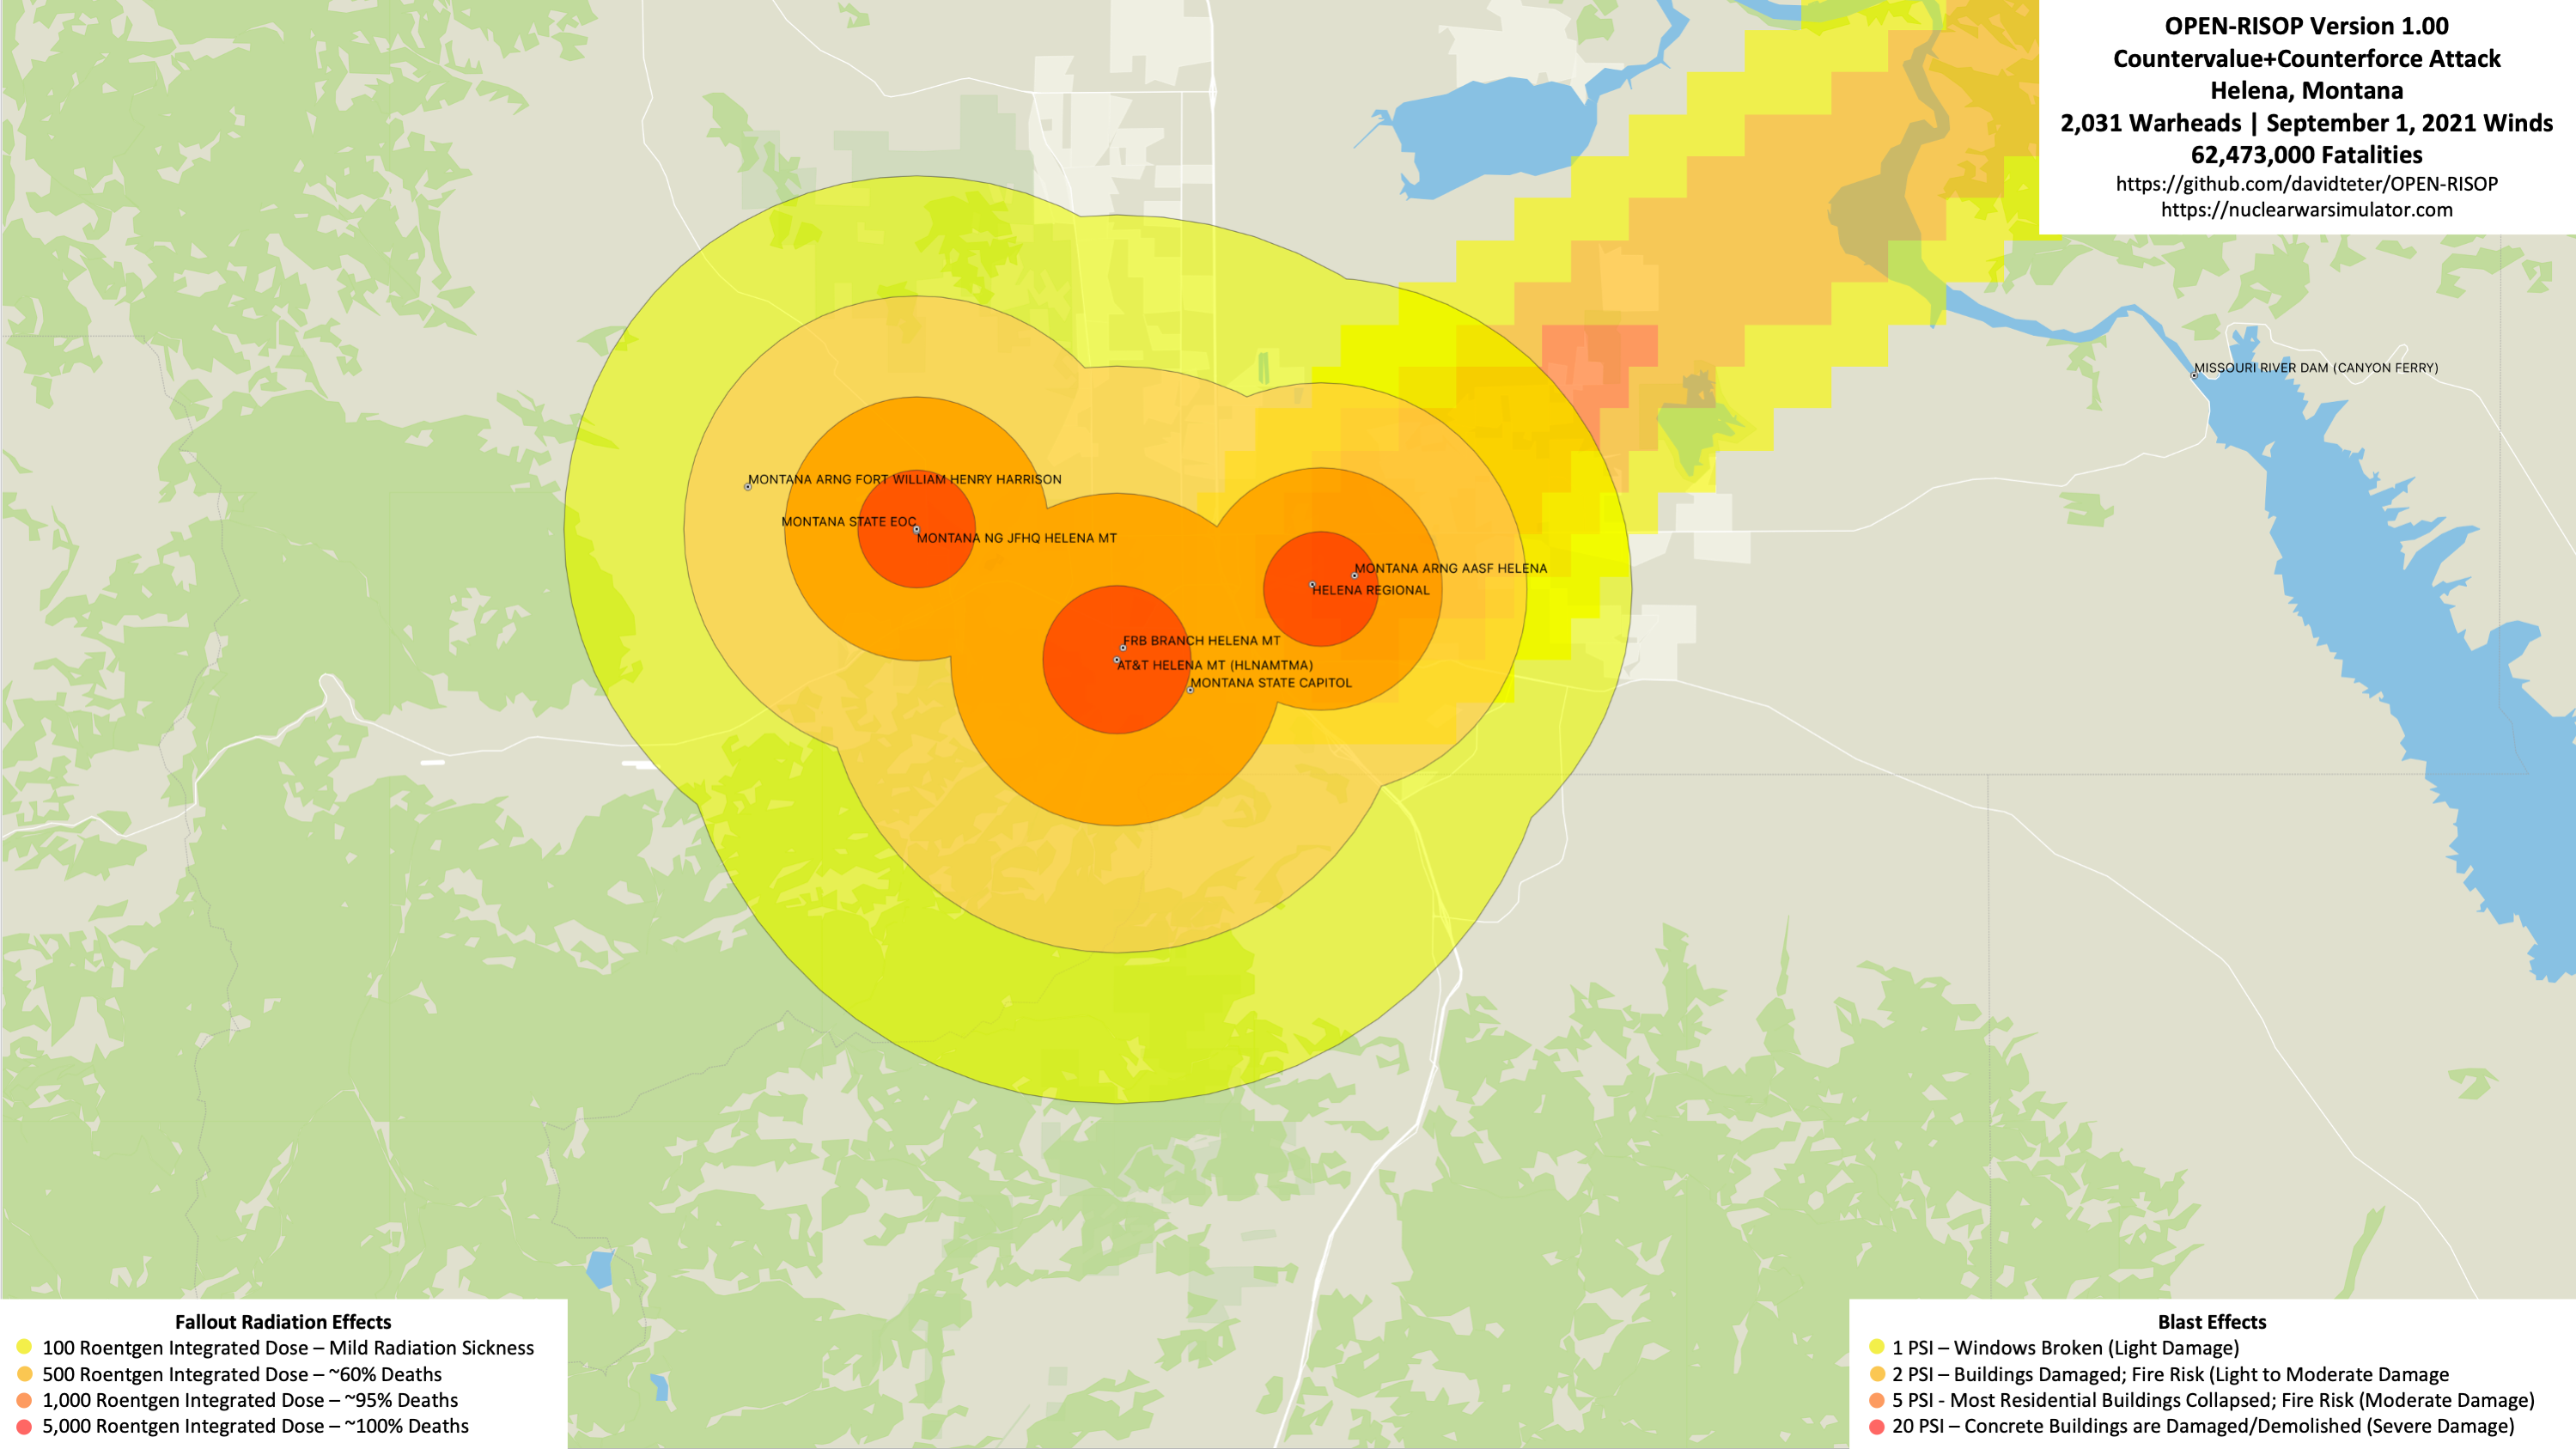 OPEN-RISOP Version 1.00
Countervalue+Counterforce Attack
Helena, Montana
2,031 Warheads | September 1, 2021 Winds
62,473,000 Fatalities
https://github.com/davidteter/OPEN-RISOP
https://nuclearwarsimulator.com
MISSOURI RIVER DAM (CANYON FERRY)
MONTANA ARNG FORT WILLIAM HENRY HARRISON
MONTANA STATE EOC
MONTANA NG JFHQ HELENA MT
MONTANA ARNG AASF HELENA
HELENA REGIONAL
FRB BRANCH HELENA MT
AT&T HELENA MT (HLNAMTMA)
MONTANA STATE CAPITOL
Fallout Radiation Effects
100 Roentgen Integrated Dose – Mild Radiation Sickness
500 Roentgen Integrated Dose – ~60% Deaths
1,000 Roentgen Integrated Dose – ~95% Deaths
5,000 Roentgen Integrated Dose – ~100% Deaths
Blast Effects
1 PSI – Windows Broken (Light Damage)
2 PSI – Buildings Damaged; Fire Risk (Light to Moderate Damage
5 PSI - Most Residential Buildings Collapsed; Fire Risk (Moderate Damage)
20 PSI – Concrete Buildings are Damaged/Demolished (Severe Damage)